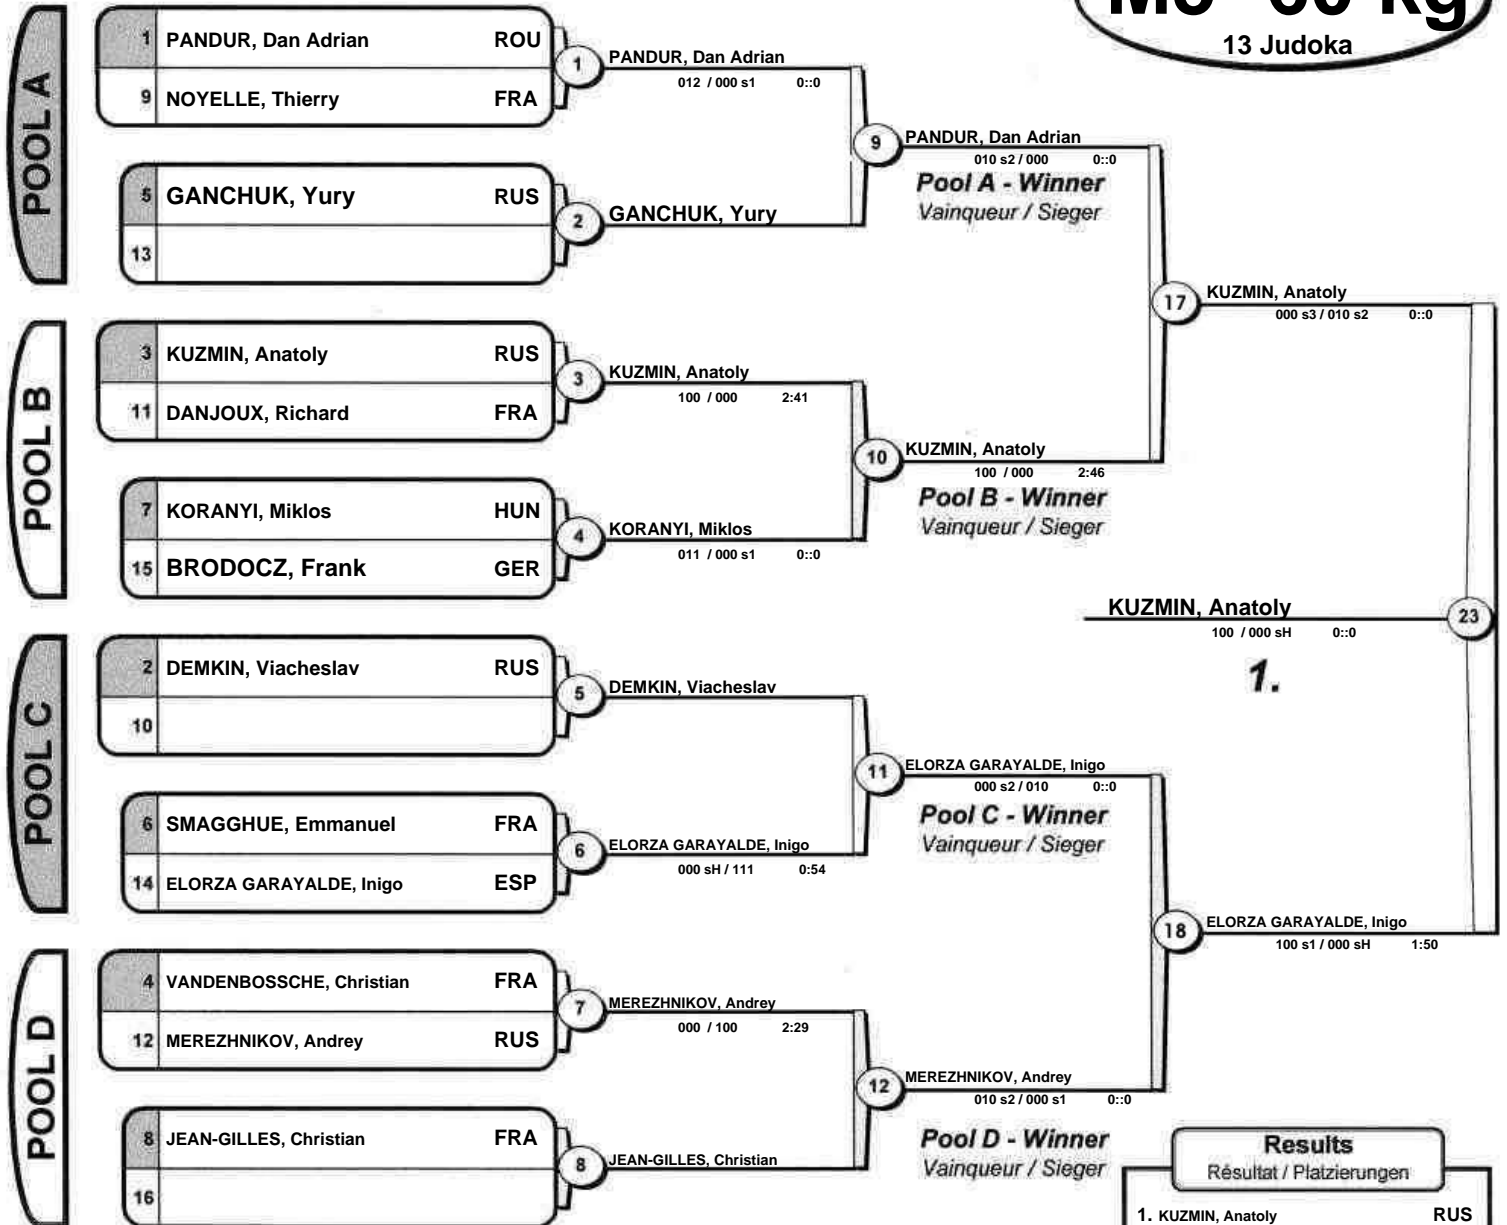 M3 -60 kg
13 Judoka
POOL A
1 PANDUR, Dan Adrian ROU
9 NOYELLE, Thierry FRA
1
PANDUR, Dan Adrian
012 / 000 s1 0::0
5 GANCHUK, Yury RUS
13
2
GANCHUK, Yury
9
PANDUR, Dan Adrian
010 s2 / 000 0::0
Pool A - Winner
Vainqueur / Sieger
POOL B
3 KUZMIN, Anatoly RUS
11 DANJOUX, Richard FRA
3
KUZMIN, Anatoly
100 / 000 2:41
7 KORANYI, Miklos HUN
15 BRODOCZ, Frank GER
4
KORANYI, Miklos
011 / 000 s1 0::0
10
KUZMIN, Anatoly
100 / 000 2:46
Pool B - Winner
Vainqueur / Sieger
17
KUZMIN, Anatoly
000 s3 / 010 s2 0::0
KUZMIN, Anatoly
100 / 000 sH 0::0
23
1.
POOL C
2 DEMKIN, Viacheslav RUS
10
5
DEMKIN, Viacheslav
6 SMAGGHUE, Emmanuel FRA
14 ELORZA GARAYALDE, Inigo ESP
6
ELORZA GARAYALDE, Inigo
000 sH / 111 0:54
11
ELORZA GARAYALDE, Inigo
000 s2 / 010 0::0
Pool C - Winner
Vainqueur / Sieger
POOL D
4 VANDENBOSSCHE, Christian FRA
12 MEREZHNIKOV, Andrey RUS
7
MEREZHNIKOV, Andrey
000 / 100 2:29
8 JEAN-GILLES, Christian FRA
16
8
JEAN-GILLES, Christian
12
MEREZHNIKOV, Andrey
010 s2 / 000 s1 0::0
Pool D - Winner
Vainqueur / Sieger
18
ELORZA GARAYALDE, Inigo
100 s1 / 000 sH 1:50
Results
Résultat / Platzierungen
1. KUZMIN, Anatoly RUS